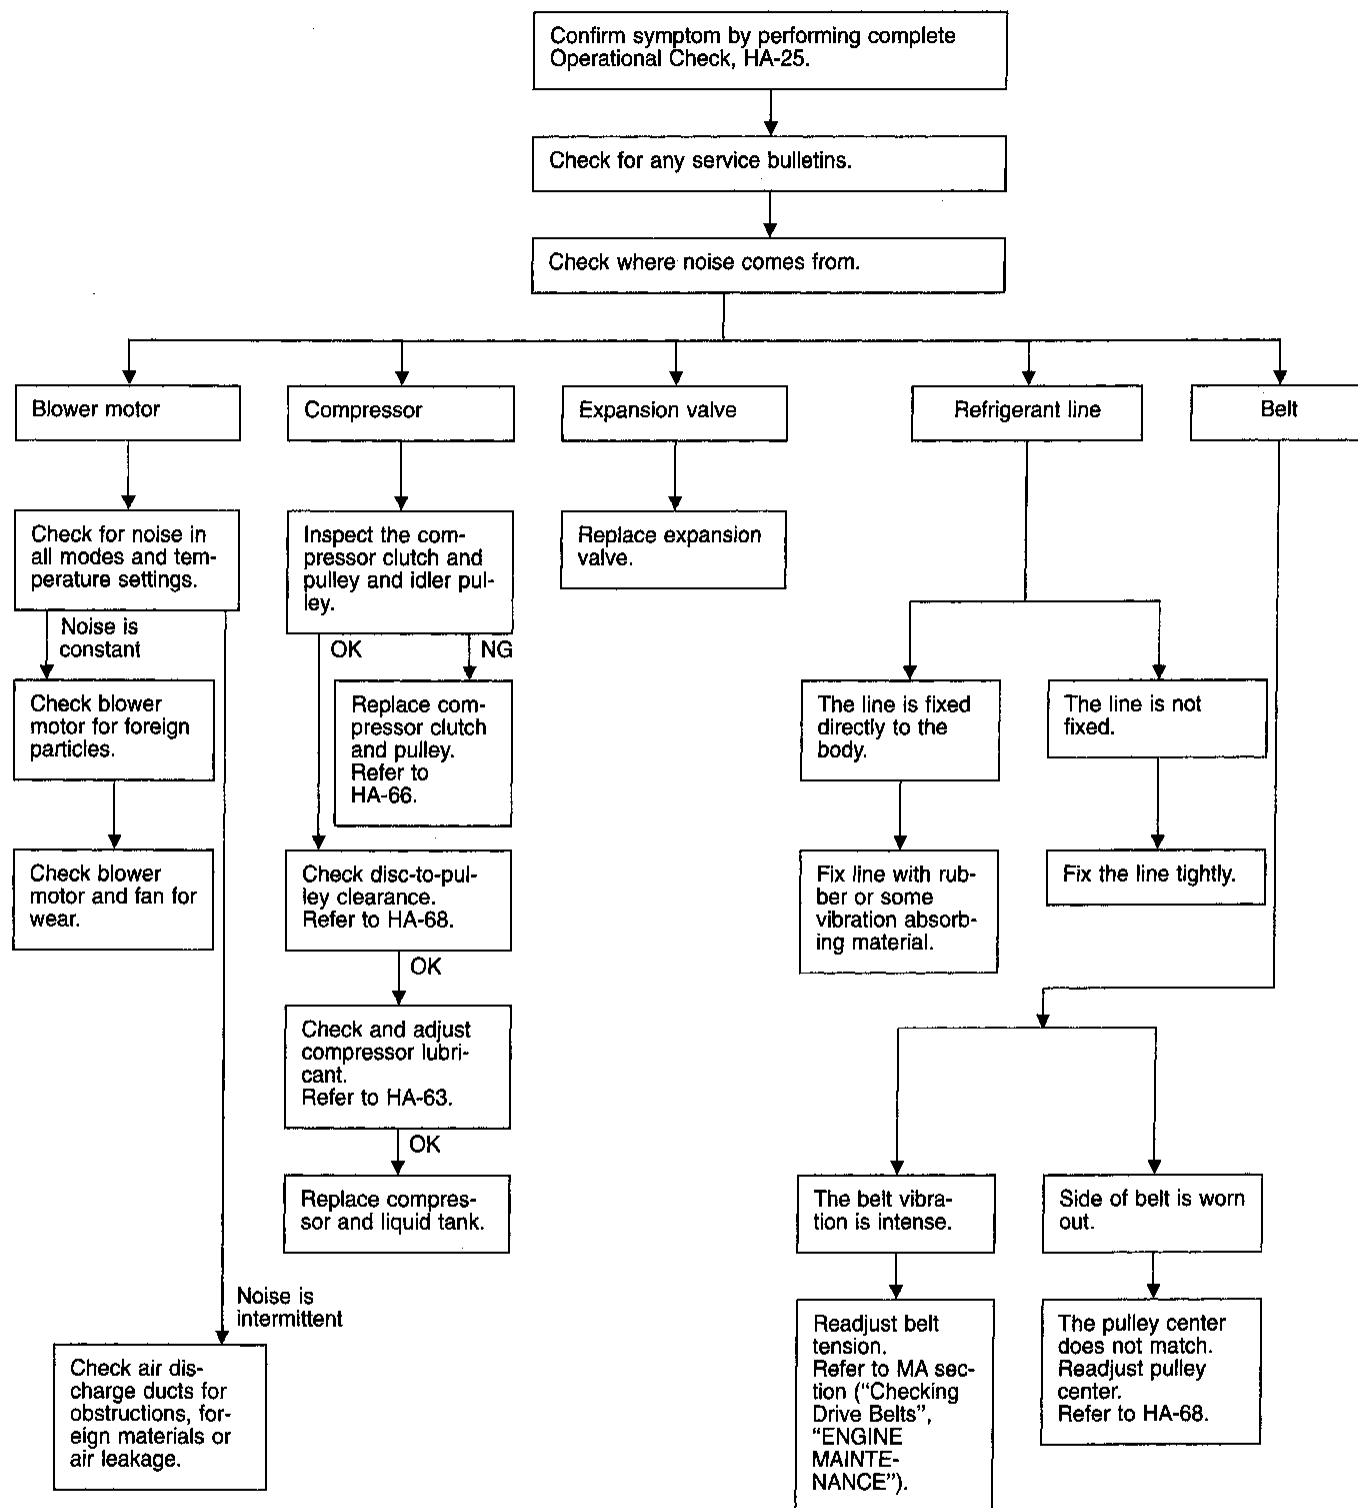 Confirm symptom by performing complete
Operational Check, HA-25.
Check for any service bulletins.
Check where noise comes from.
Blower motor
Compressor
Expansion valve
Refrigerant line
Belt
Check for noise in
all modes and tem-
perature settings.
Inspect the com-
pressor clutch and
pulley and idler pul-
ley.
Replace expansion
valve.
Noise is
constant
OK
NG
Check blower
motor for foreign
particles.
Replace com-
pressor clutch
and pulley.
Refer to
HA-66.
The line is fixed
directly to the
body.
The line is not
fixed.
Check blower
motor and fan for
wear.
Check disc-to-pul-
ley clearance.
Refer to HA-68.
Fix line with rub-
ber or some
vibration absorb-
ing material.
Fix the line tightly.
OK
Check and adjust
compressor lubri-
cant.
Refer to HA-63.
OK
Replace compres-
sor and liquid tank.
The belt vibra-
tion is intense.
Side of belt is worn
out.
Noise is
intermittent
Check air dis-
charge ducts for
obstructions, for-
eign materials or
air leakage.
Readjust belt
tension.
Refer to MA sec-
tion (“Checking
Drive Belts”,
“ENGINE
MAINTE-
NANCE”).
The pulley center
does not match.
Readjust pulley
center.
Refer to HA-68.